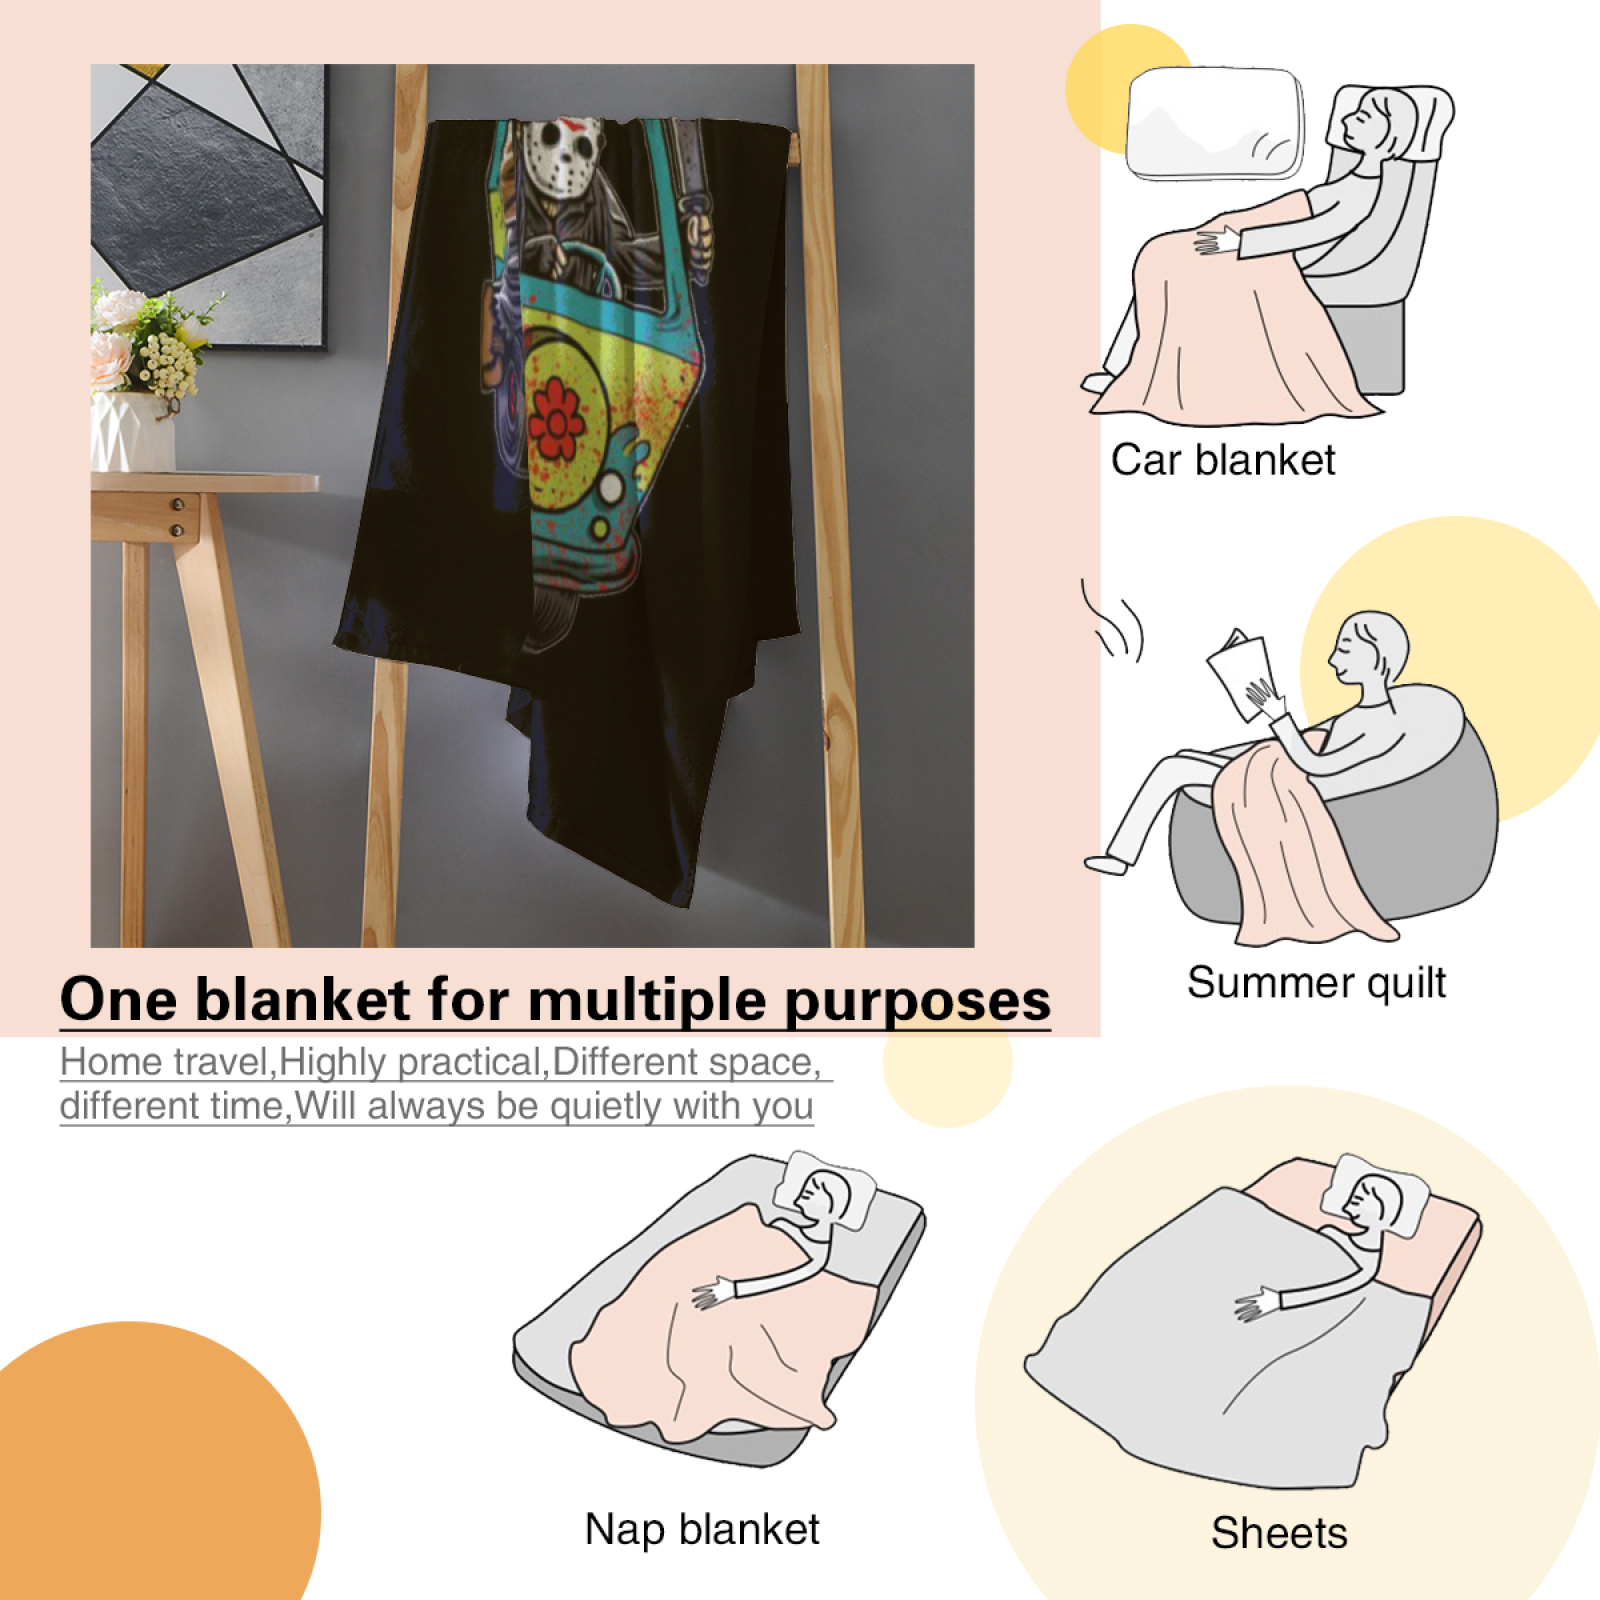 Car blanket
Summer quilt
One blanket for multiple purposes
Home travel,Highly practical,Different space,
different time,Will always be quietly with you
Nap blanket
Sheets